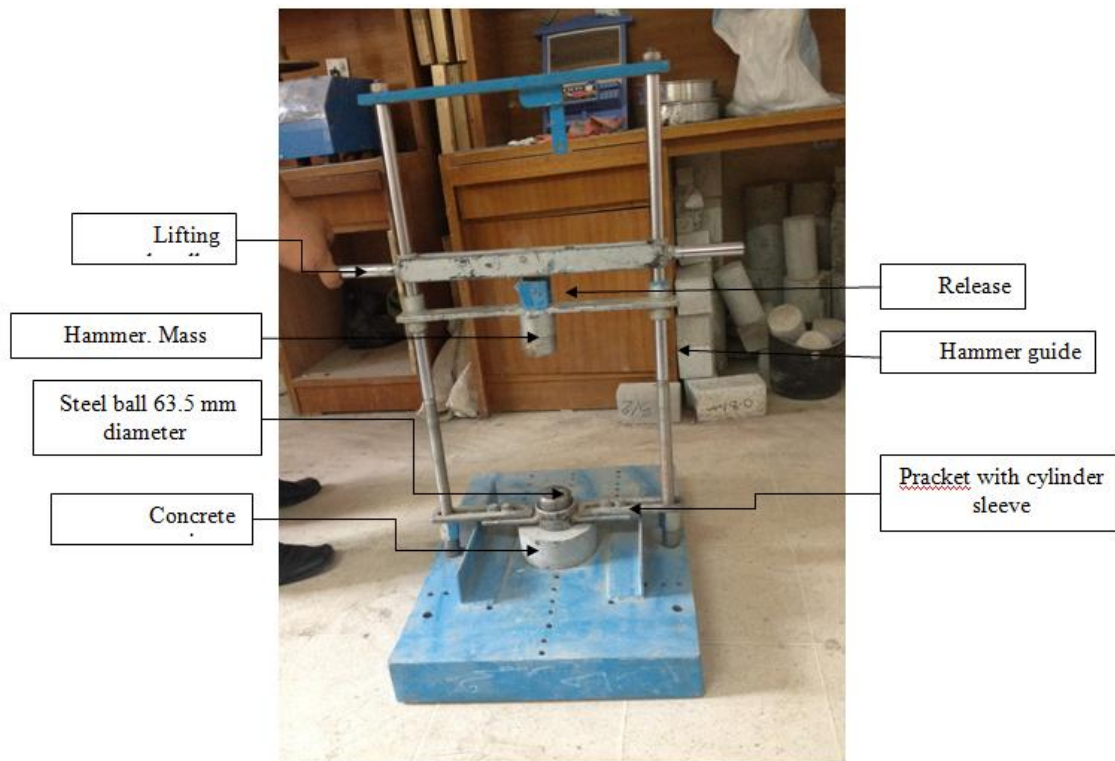 Lifting
Release
Hammer. Mass
Hammer guide
Steel ball 63.5 mm
diameter
Pracket with cylinder
sleeve
Concrete